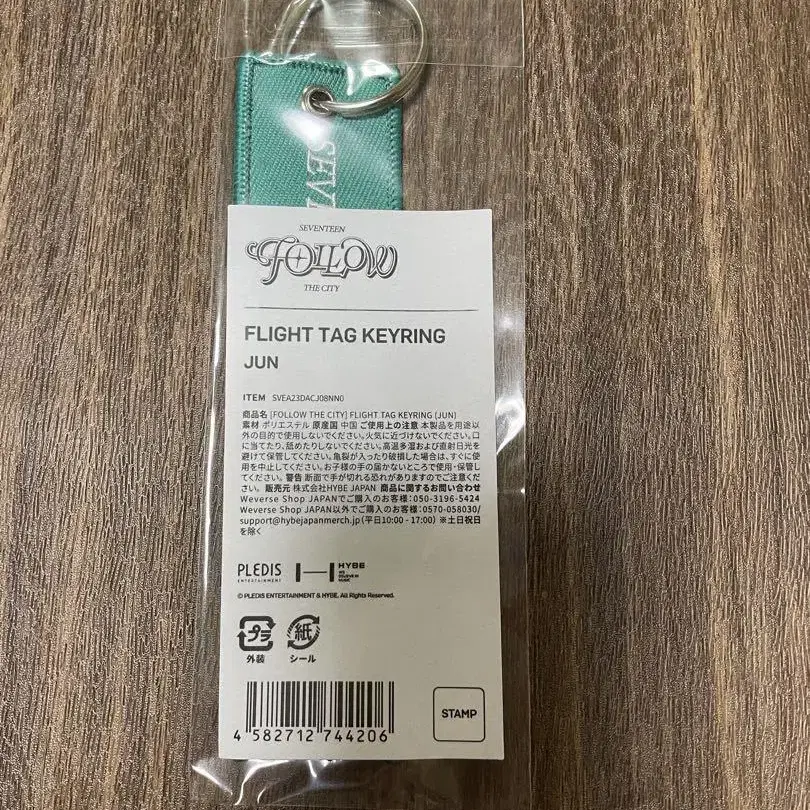 SEVE
SEVENTEEN
FOLLOW
THE CITY
FLIGHT TAG KEYRING
JUN
ITEM SVEA23DACJ08NN0
商品名 [FOLLOW THE CITY] FLIGHT TAG KEYRING (JUN)
素材 ポリエステル 原産国 中国 ご使用上の注意 本製品を用途以
外の目的で使用しないでください。火気に近づけないでください。口
に当てたり、舐めたりしないでください。高温多湿および直射日光を
避けて保管してください。亀裂が入ったり破損した場合は、すぐに使
用を中止してください。お子様の手の届かないところで使用・保管し
てください。警告 断面で手が切れる恐れがありますのでご注意くださ
い。販売元 株式会社HYBE JAPAN 商品に関するお問い合わせ
Weverse Shop JAPANでご購入のお客様:050-3196-5424
Weverse Shop JAPAN以外でご購入のお客様:0570-058030/
support@hybejapanmerch.jp(平日10:00 - 17:00) ※土日祝日
を除く
PLEDIS
ENTERTAINMENT
HYBE
WE
BELIEVE IN
MUSIC
© PLEDIS ENTERTAINMENT & HYBE. All Rights Reserved.
プラ 紙
外装 シール
STAMP
4 582712 744206